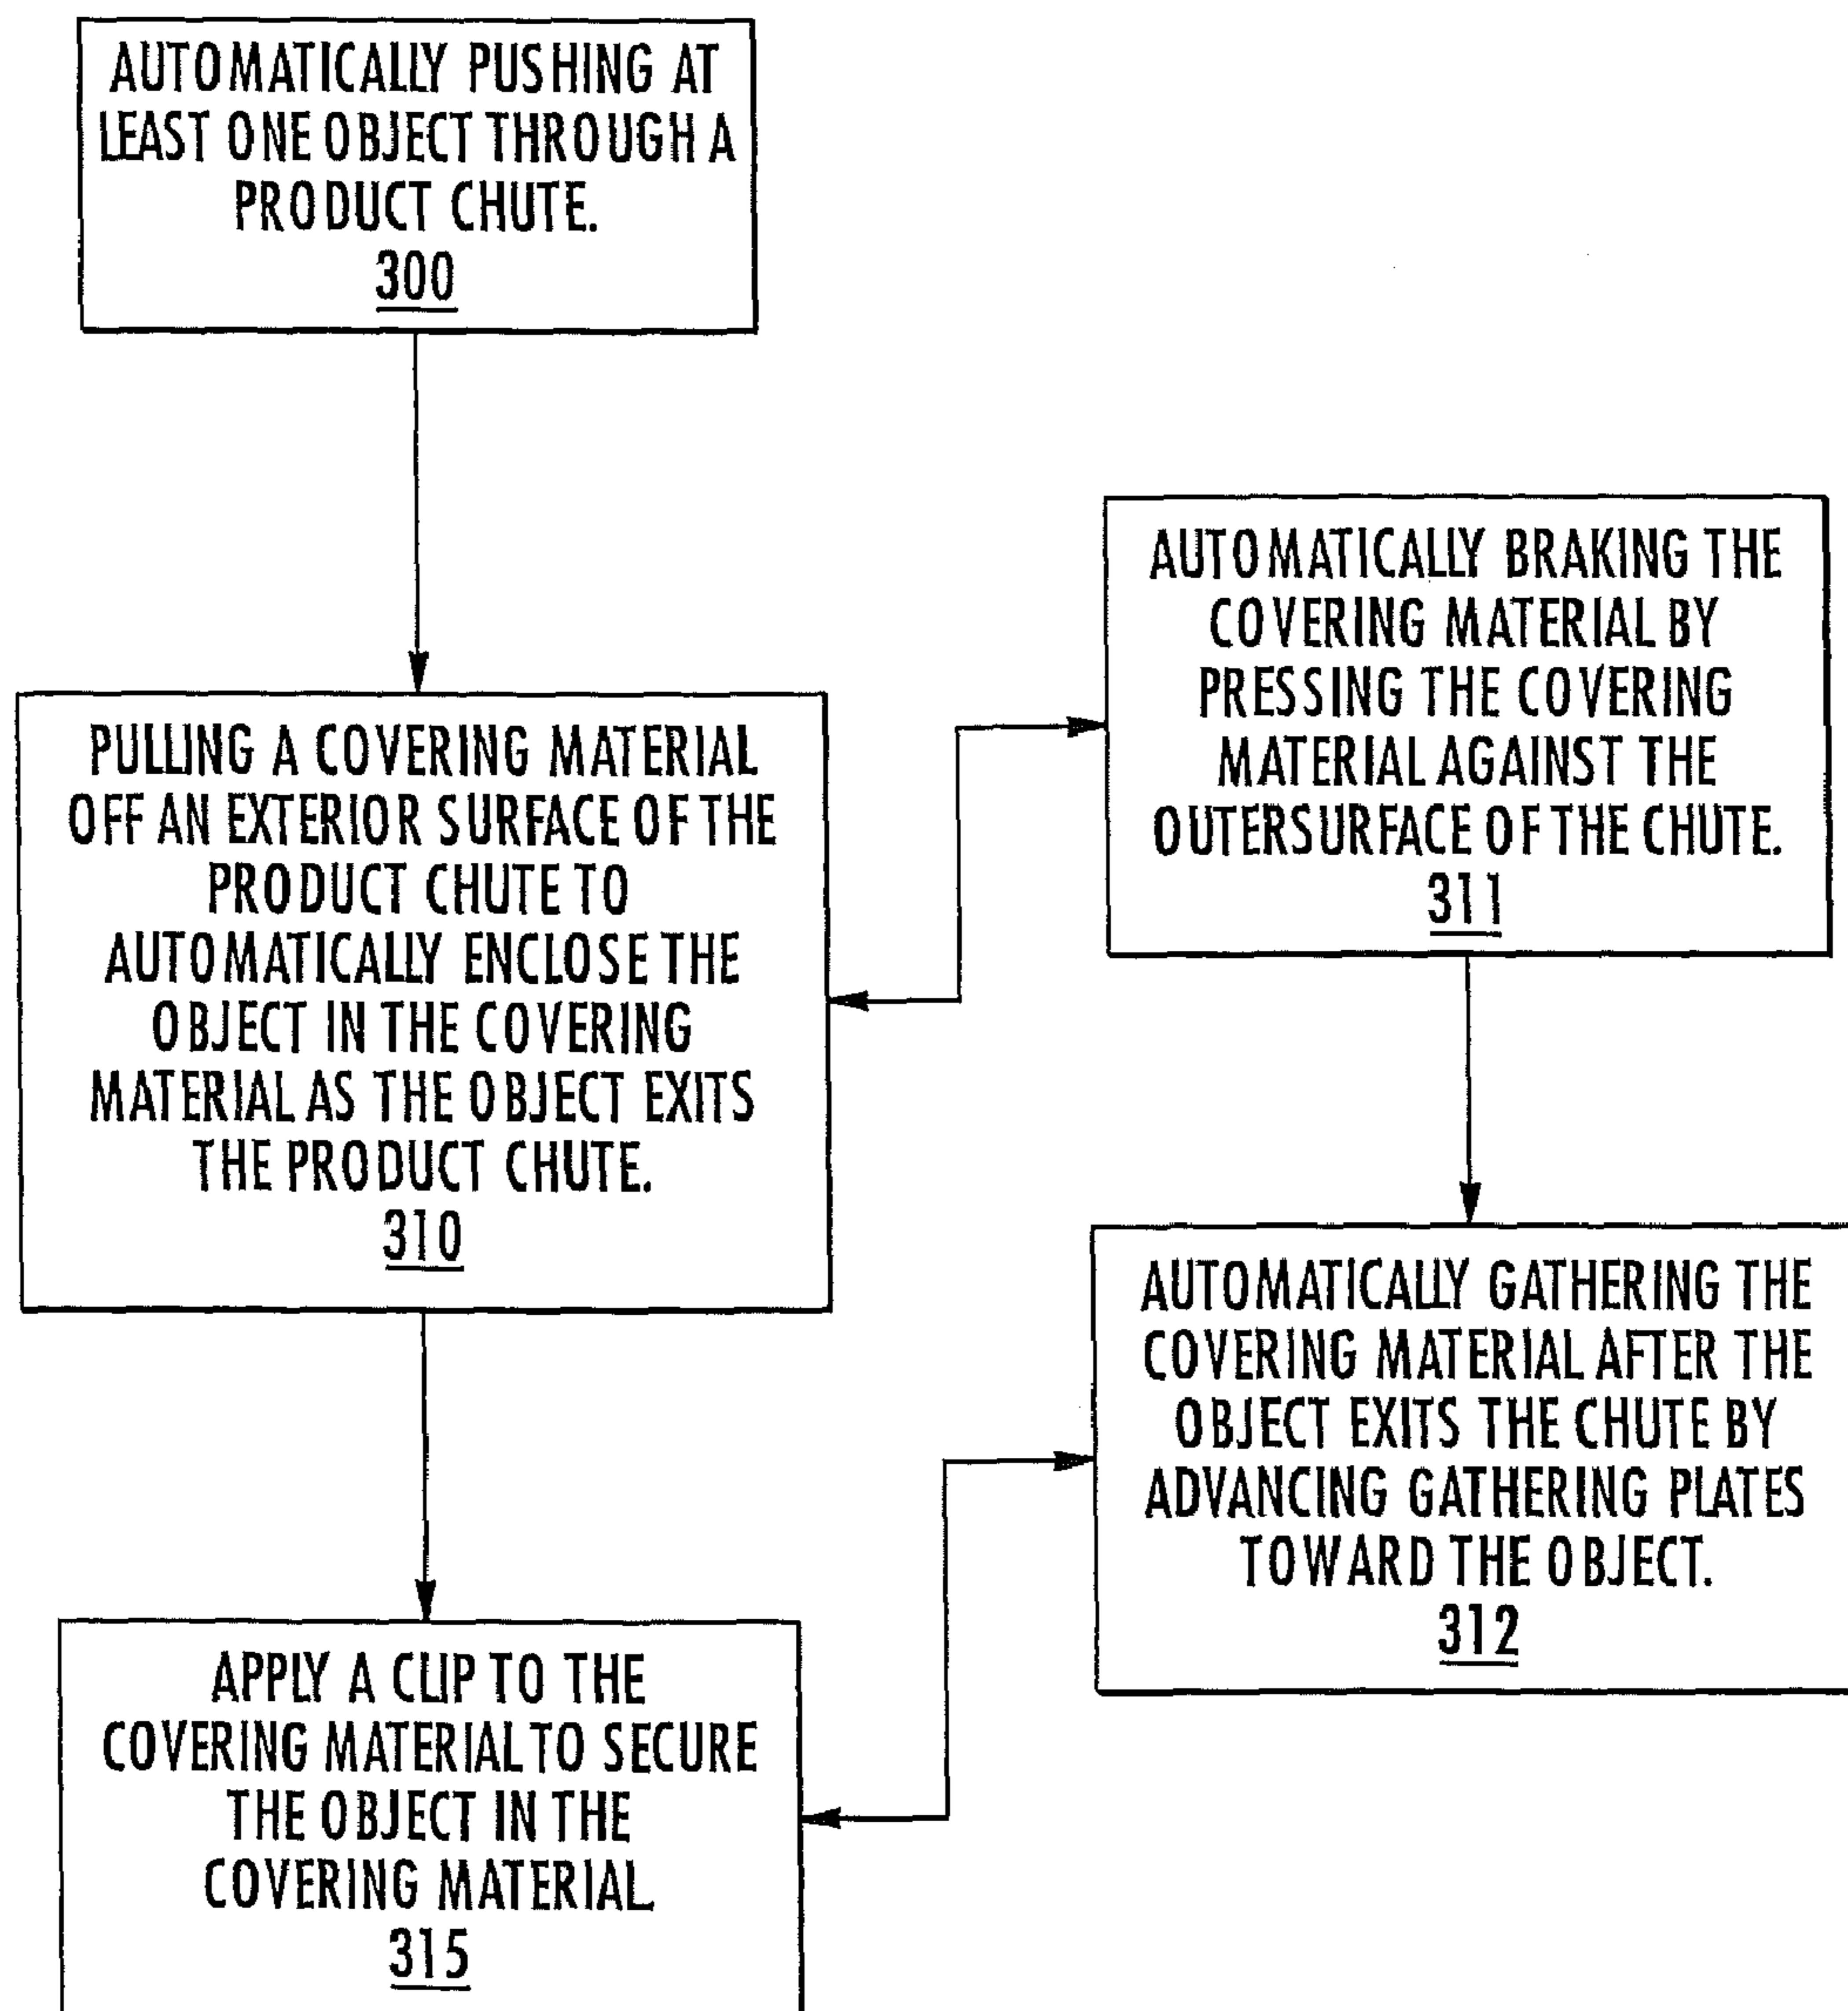 AUTOMATICALLY PUSHING AT
LEAST ONE OBJECT THROUGH A
PRODUCT CHUTE.
300
PULLING A COVERING MATERIAL
OFF AN EXTERIOR SURFACE OF THE
PRODUCT CHUTE TO
AUTOMATICALLY ENCLOSE THE
OBJECT IN THE COVERING
MATERIAL AS THE OBJECT EXITS
THE PRODUCT CHUTE.
310
AUTOMATICALLY BRAKING THE
COVERING MATERIAL BY
PRESSING THE COVERING
MATERIAL AGAINST THE
OUTERSURFACE OF THE CHUTE.
311
AUTOMATICALLY GATHERING THE
COVERING MATERIAL AFTER THE
OBJECT EXITS THE CHUTE BY
ADVANCING GATHERING PLATES
TOWARD THE OBJECT.
312
APPLY A CLIP TO THE
COVERING MATERIAL TO SECURE
THE OBJECT IN THE
COVERING MATERIAL.
315